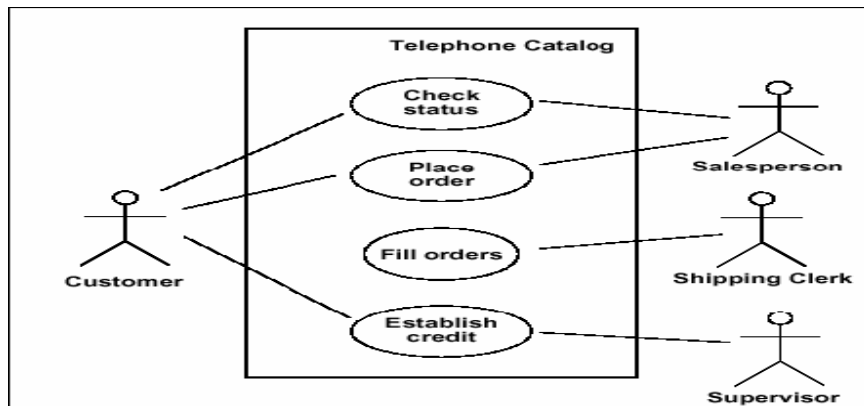 Telephone Catalog
Check
status
Salesperson
Place
order
Customer
Fill orders
Shipping Clerk
Establish
credit
Supervisor